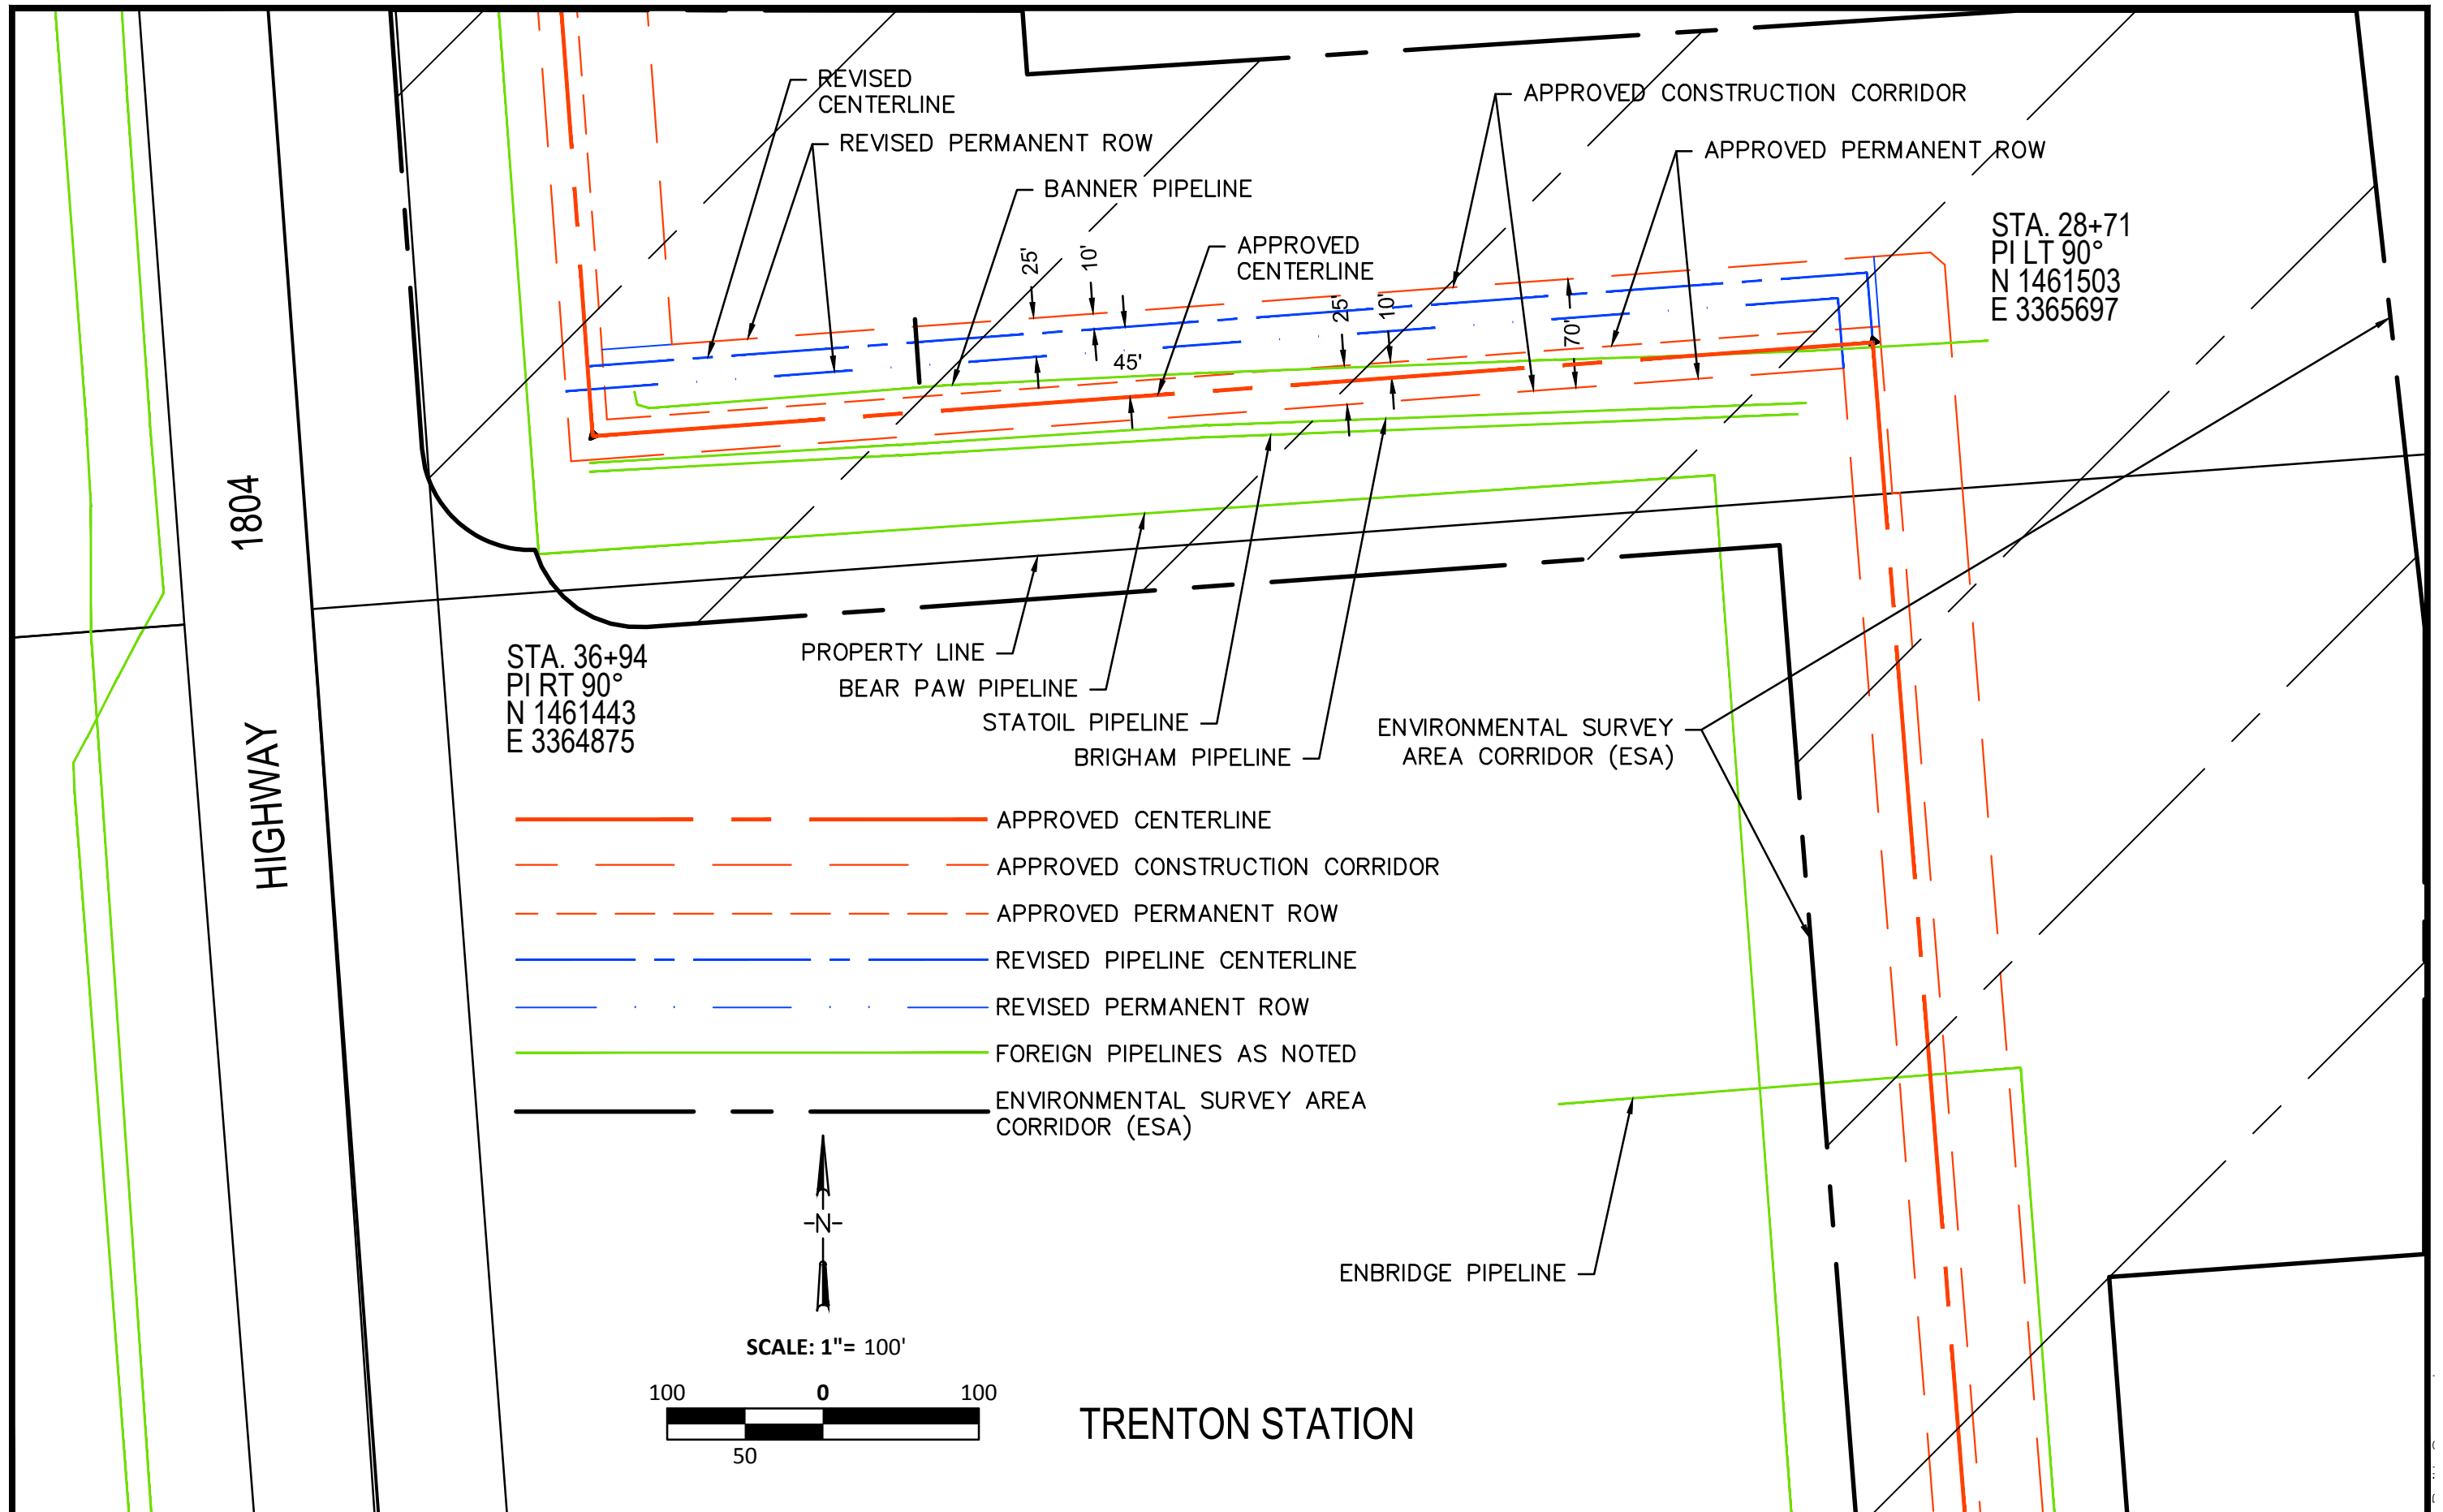 REVISED
CENTERLINE
REVISED PERMANENT ROW
BANNER PIPELINE
APPROVED
CENTERLINE
APPROVED CONSTRUCTION CORRIDOR
APPROVED PERMANENT ROW
STA. 28+71
PI LT 90°
N 1461503
E 3365697
25'
10'
45'
25'
10'
70'
HIGHWAY 1804
STA. 36+94
PI RT 90°
N 1461443
E 3364875
PROPERTY LINE
BEAR PAW PIPELINE
STATOIL PIPELINE
BRIGHAM PIPELINE
ENVIRONMENTAL SURVEY
AREA CORRIDOR (ESA)
APPROVED CENTERLINE
APPROVED CONSTRUCTION CORRIDOR
APPROVED PERMANENT ROW
REVISED PIPELINE CENTERLINE
REVISED PERMANENT ROW
FOREIGN PIPELINES AS NOTED
ENVIRONMENTAL SURVEY AREA
CORRIDOR (ESA)
-N-
ENBRIDGE PIPELINE
SCALE: 1"= 100'
100 0 100
50
TRENTON STATION